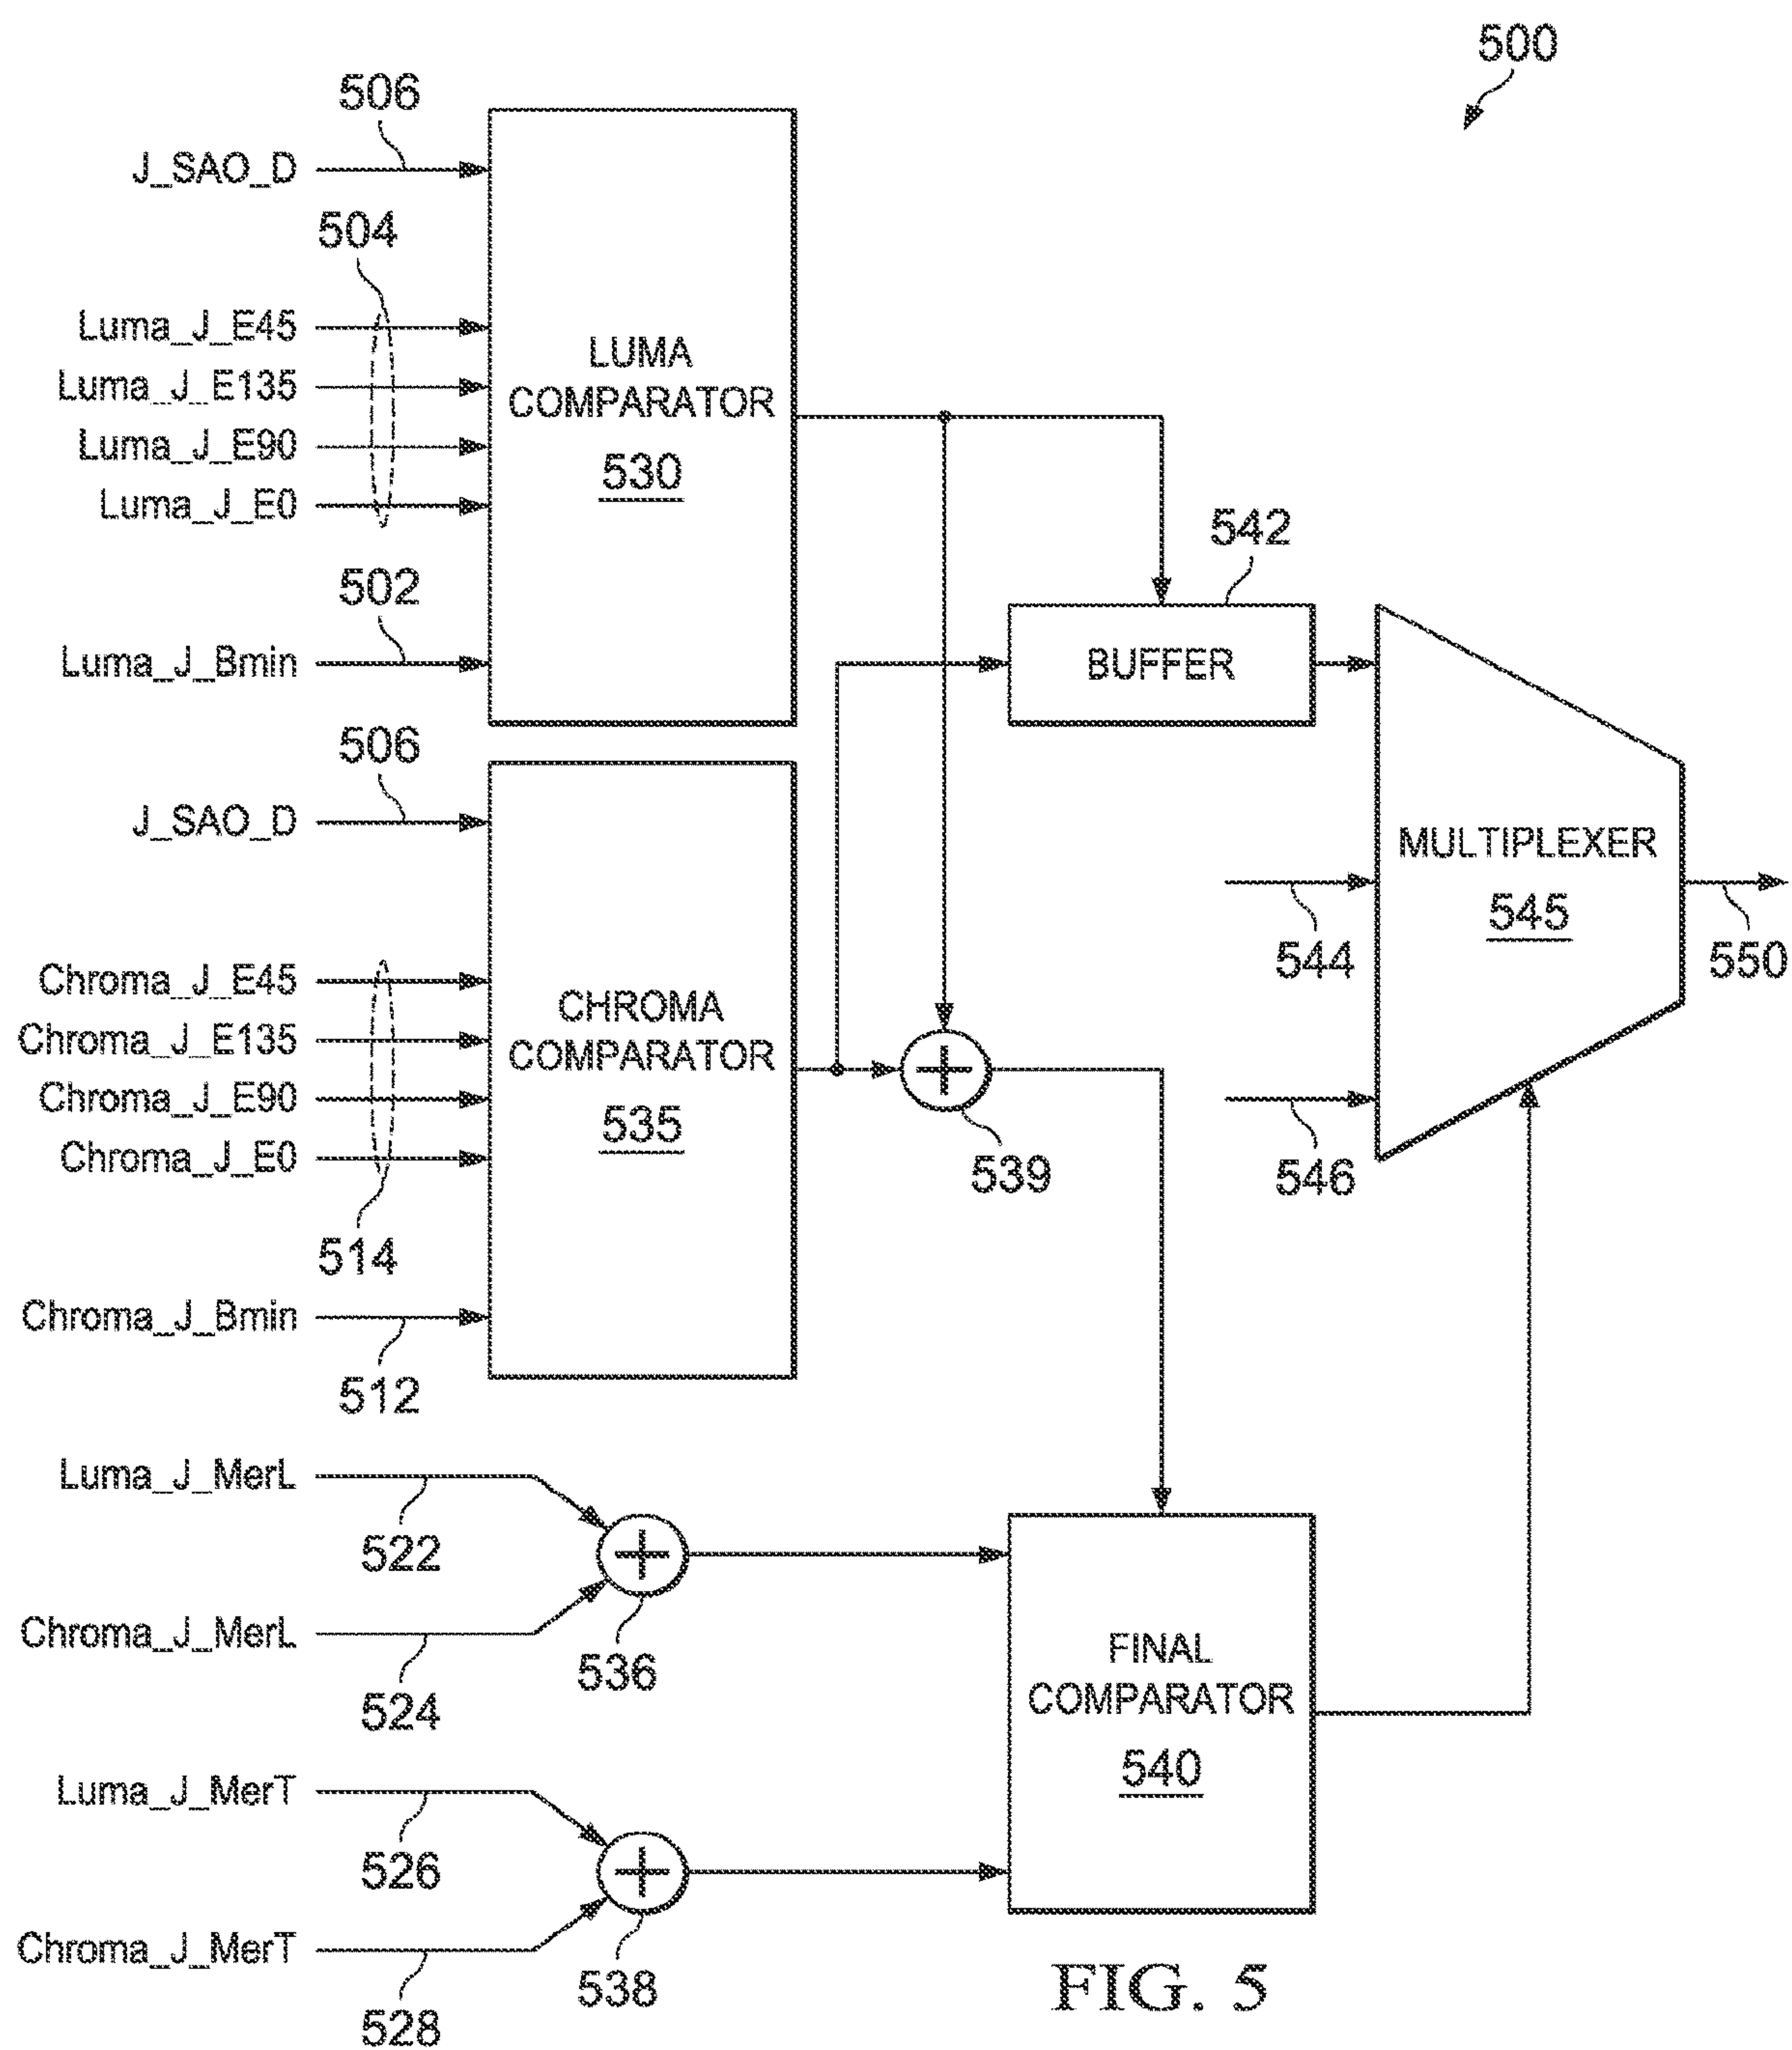 500
506
J_SAO_D
504
Luma_J_E45
Luma_J_E135
Luma_J_E90
Luma_J_E0
502
Luma_J_Bmin
LUMA
COMPARATOR
530
506
J_SAO_D
Chroma_J_E45
Chroma_J_E135
Chroma_J_E90
Chroma_J_E0
514
Chroma_J_Bmin
512
CHROMA
COMPARATOR
535
542
BUFFER
539
MULTIPLEXER
545
544
546
550
Luma_J_MerL
522
Chroma_J_MerL
524
536
Luma_J_MerT
526
Chroma_J_MerT
528
538
FINAL
COMPARATOR
540
FIG. 5